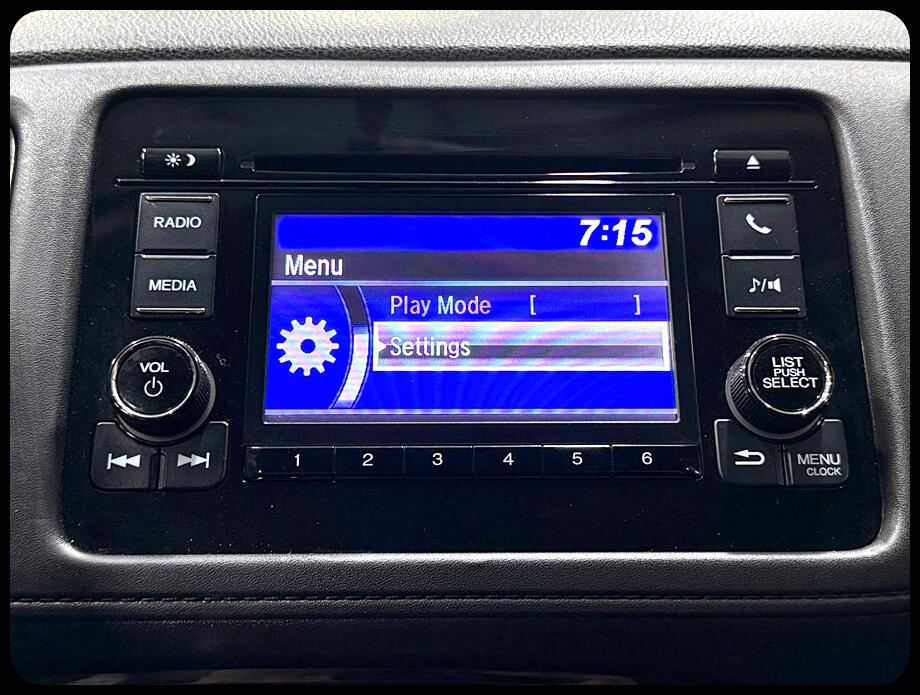 RADIO
MEDIA
VOL
7:15
Menu
Play Mode [ ]
Settings
1 2 3 4 5 6
♪/
LIST
PUSH
SELECT
MENU
CLOCK